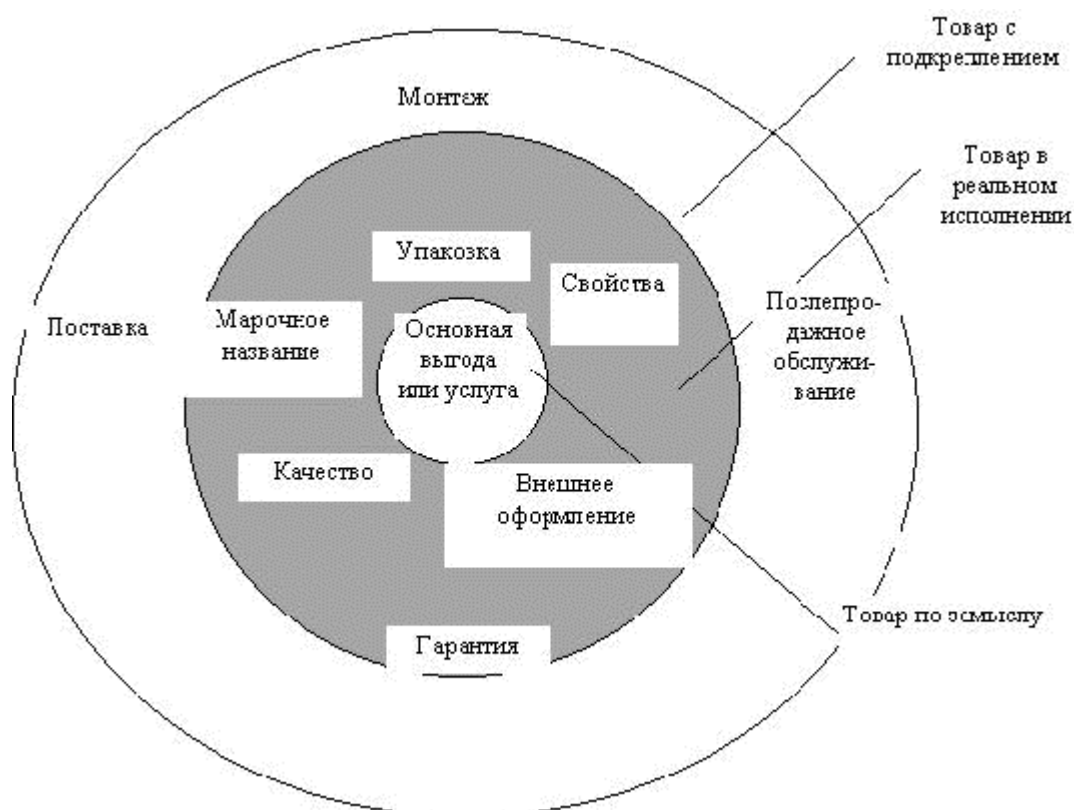 Товар с
подкреплением
Монтаж
Товар в
реальном
исполнении
Упаковка
Свойства
Поставка
Марочное
название
Основная
выгода
или услуга
Послепро-
дажное
обслужи-
вание
Качество
Внешнее
оформление
Товар по замыслу
Гарантия